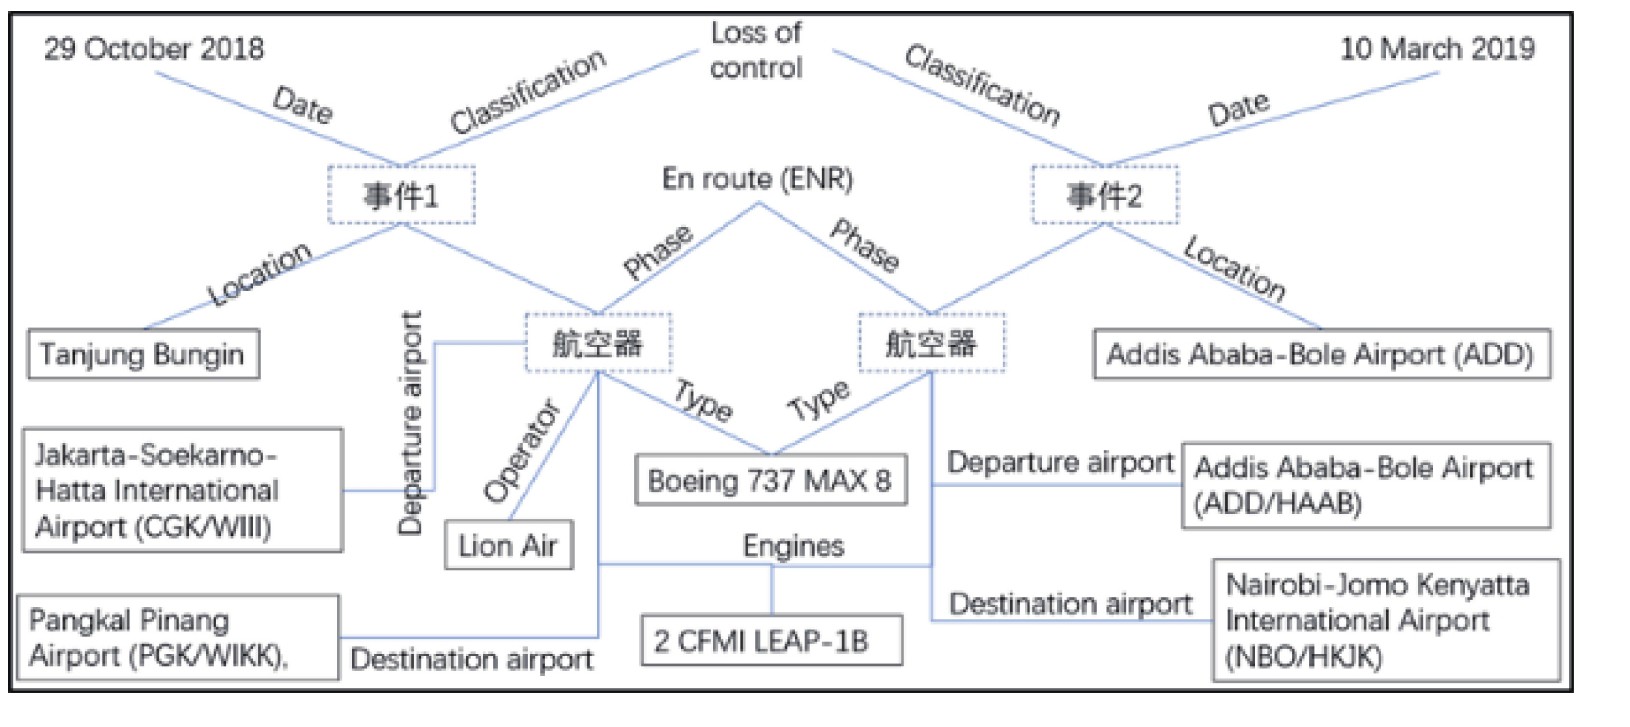 29 October 2018
Loss of
control
10 March 2019
Date
Classification
Classification
Date
事件1
En route (ENR)
事件2
Location
Phase
Phase
Location
Tanjung Bungin
Departure airport
航空器
航空器
Addis Ababa-Bole Airport (ADD)
Type
Type
Operator
Jakarta-Soekarno-
Hatta International
Airport (CGK/WIII)
Boeing 737 MAX 8
Departure airport
Addis Ababa-Bole Airport
(ADD/HAAB)
Lion Air
Engines
Pangkal Pinang
Airport (PGK/WIKK),
Destination airport
2 CFMI LEAP-1B
Destination airport
Nairobi-Jomo Kenyatta
International Airport
(NBO/HKJK)